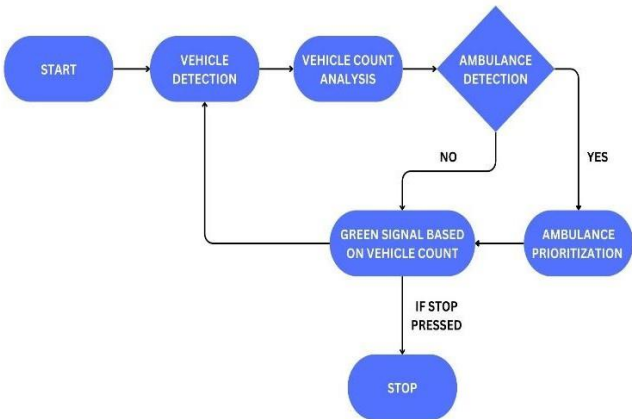 START
VEHICLE
DETECTION
VEHICLE COUNT
ANALYSIS
AMBULANCE
DETECTION
NO
YES
GREEN SIGNAL BASED
ON VEHICLE COUNT
AMBULANCE
PRIORITIZATION
IF STOP
PRESSED
STOP